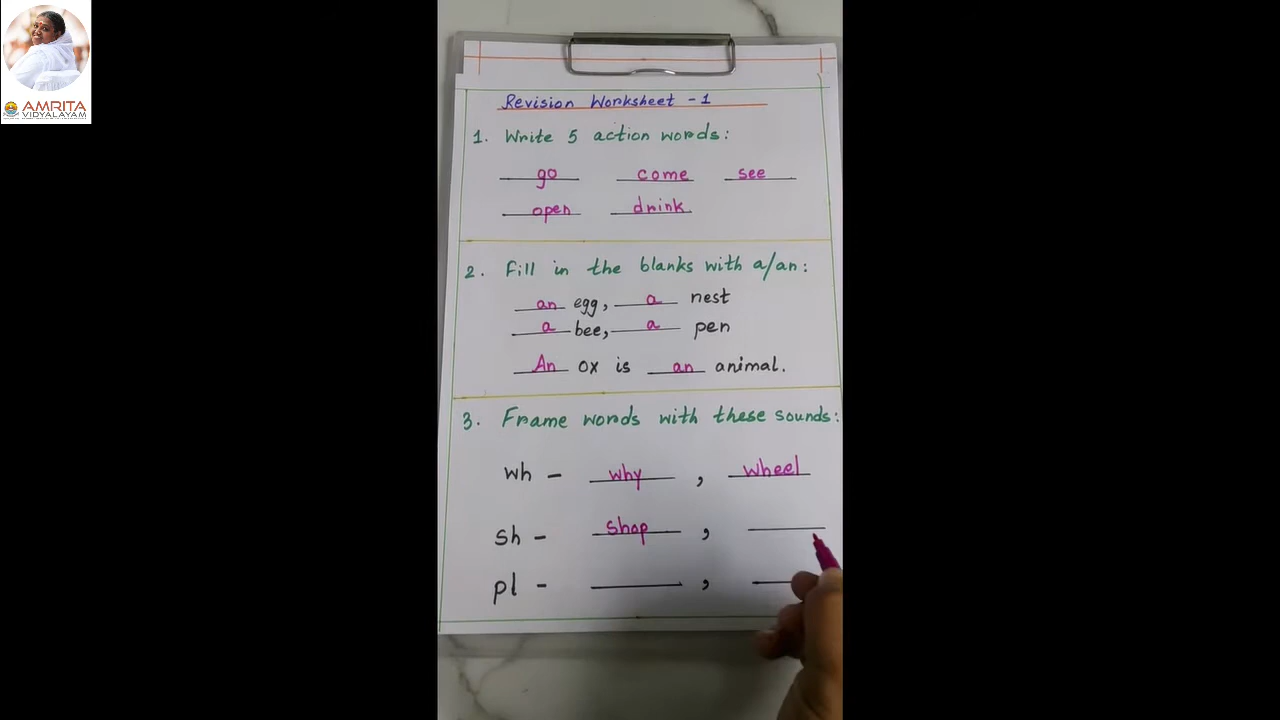 AMRITA
VIDYALAYAM
Revision Worksheet - 1
1. Write 5 action words:
go come see
open drink
2. Fill in the blanks with a/an:
an egg, a nest
a bee, a pen
An ox is an animal.
3. Frame words with these sounds:
wh - why, wheel
sh - shop,
pl - ,